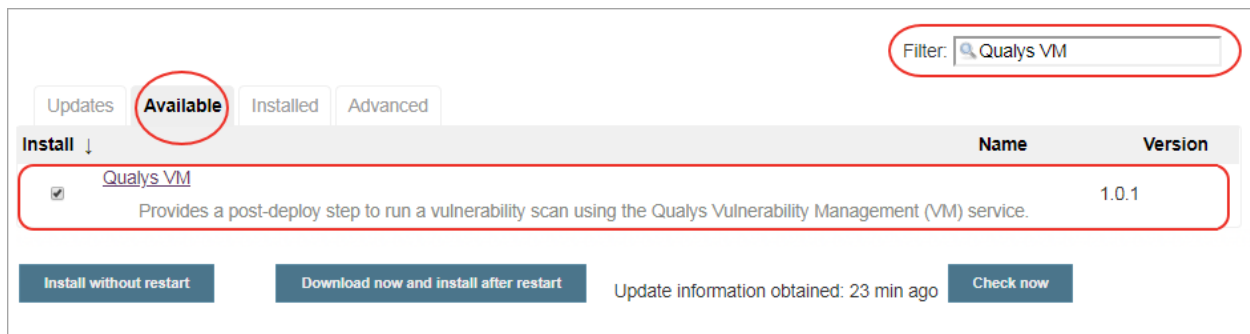 Filter: Qualys VM
Updates Available Installed Advanced
Install ↓ Name Version
Qualys VM
1.0.1
Provides a post-deploy step to run a vulnerability scan using the Qualys Vulnerability Management (VM) service.
Install without restart Download now and install after restart Update information obtained: 23 min ago Check now